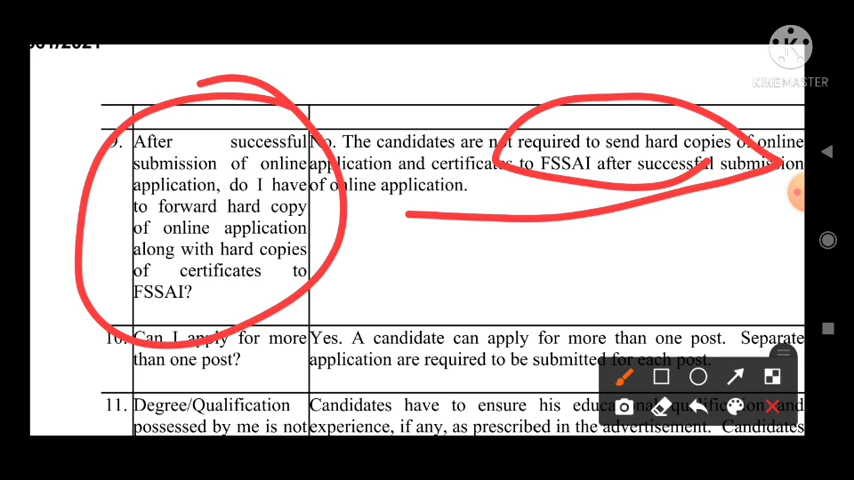 KINEMASTER
9. After successful No. The candidates are not required to send hard copies of online
submission of online application and certificates to FSSAI after successful submission
application, do I have of online application.
to forward hard copy
of online application
along with hard copies
of certificates to
FSSAI?
10. Can I apply for more Yes. A candidate can apply for more than one post. Separate
than one post? application are required to be submitted for each post.
11. Degree/Qualification Candidates have to ensure his educational qualification and
possessed by me is not experience, if any, as prescribed in the advertisement. Candidates